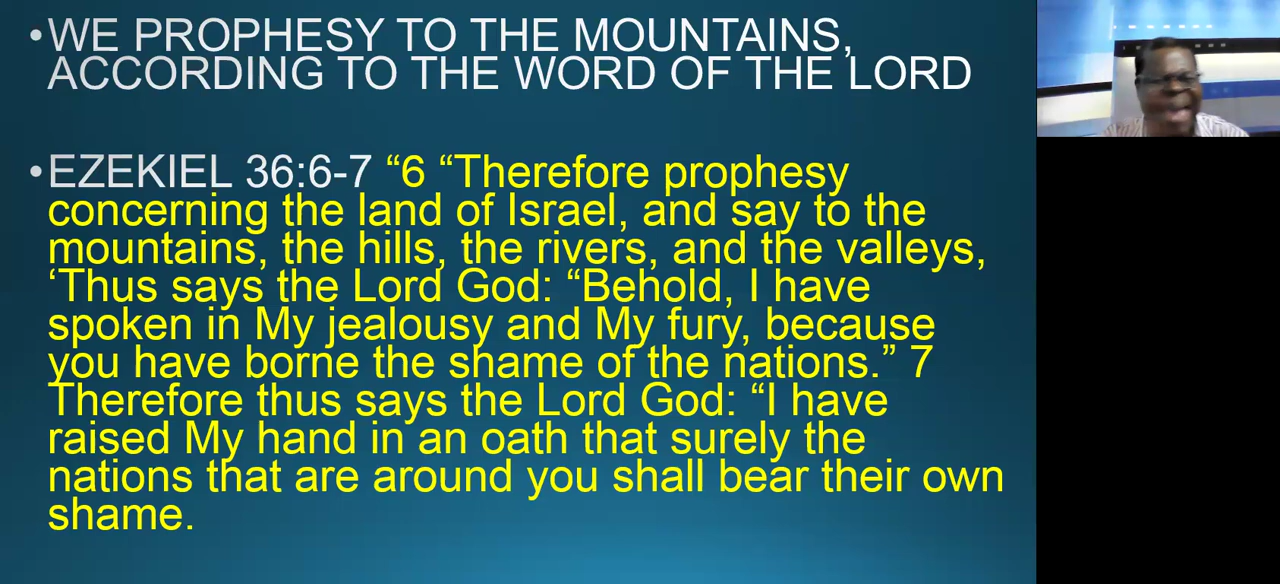 •WE PROPHESY TO THE MOUNTAINS,
ACCORDING TO THE WORD OF THE LORD
•EZEKIEL 36:6-7 “6 “Therefore prophesy
concerning the land of Israel, and say to the
mountains, the hills, the rivers, and the valleys,
‘Thus says the Lord God: “Behold, I have
spoken in My jealousy and My fury, because
you have borne the shame of the nations.” 7
Therefore thus says the Lord God: “I have
raised My hand in an oath that surely the
nations that are around you shall bear their own
shame.